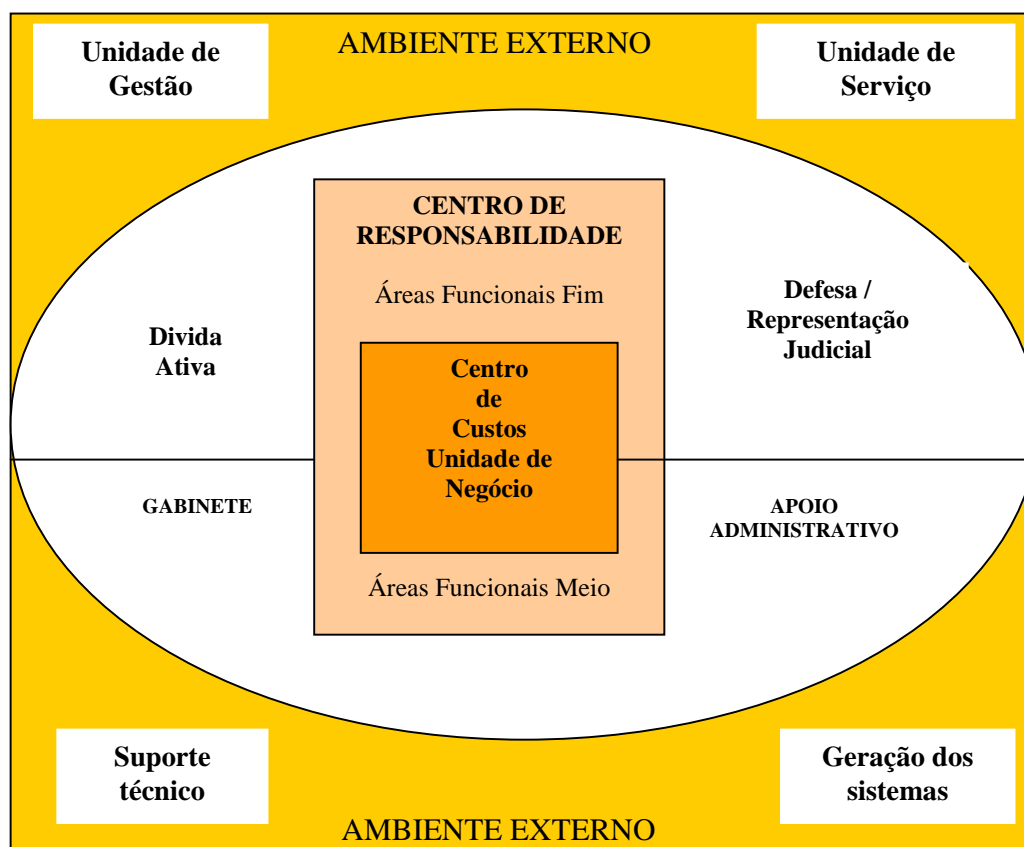 AMBIENTE EXTERNO
Unidade de
Gestão
Unidade de
Serviço
CENTRO DE
RESPONSABILIDADE
Áreas Funcionais Fim
Divida
Ativa
Defesa /
Representação
Judicial
Centro
de
Custos
Unidade de
Negócio
GABINETE
APOIO
ADMINISTRATIVO
Áreas Funcionais Meio
Suporte
técnico
Geração dos
sistemas
AMBIENTE EXTERNO